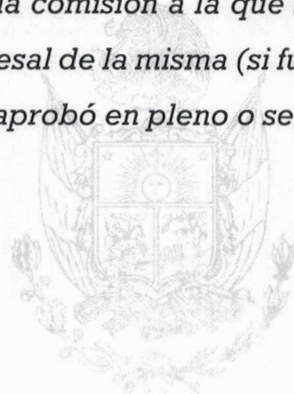 la comisión a la que
esal de la misma (si fu
aprobó en pleno o se